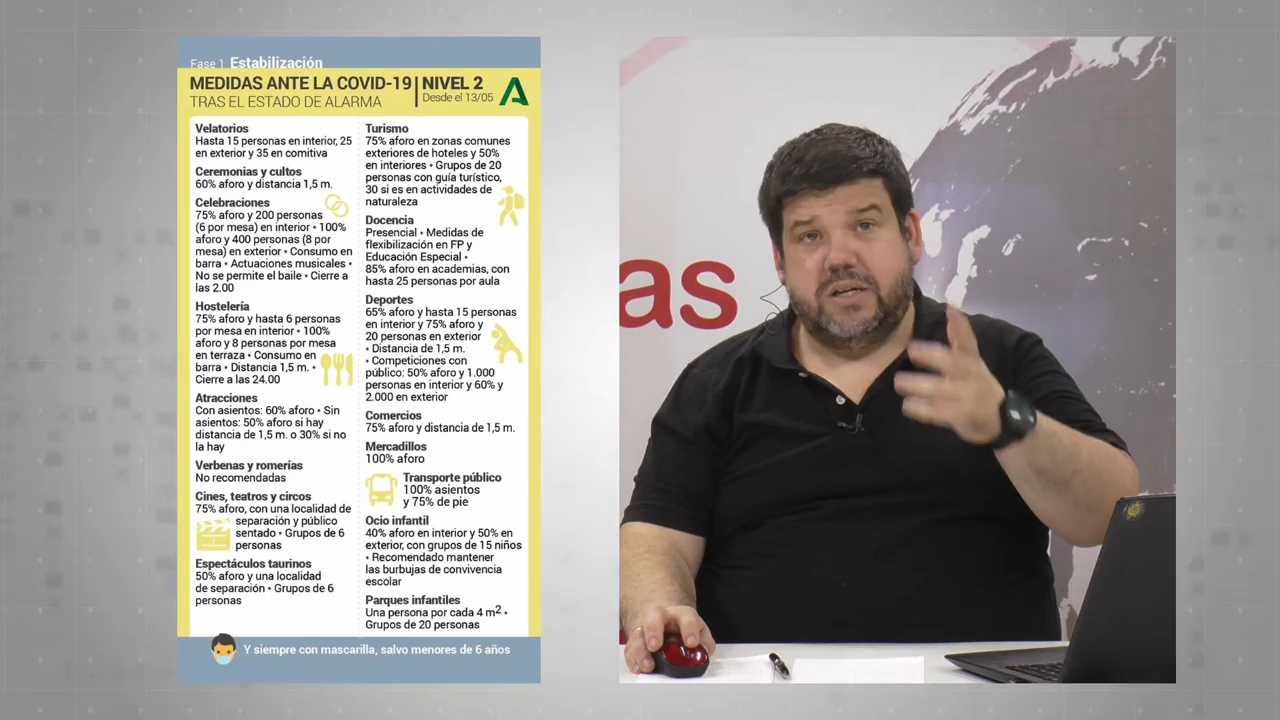 Fase 1 Estabilización
MEDIDAS ANTE LA COVID-19 NIVEL 2
TRAS EL ESTADO DE ALARMA Desde el 13/05
Velatorios
Hasta 15 personas en interior, 25
en exterior y 35 en comitiva
Ceremonias y cultos
60% aforo y distancia 1,5 m.
Celebraciones
75% aforo y 200 personas
(6 por mesa) en interior • 100%
aforo y 400 personas (8 por
mesa) en exterior • Consumo en
barra • Actuaciones musicales •
No se permite el baile • Cierre a
las 2.00
Hostelería
75% aforo y hasta 6 personas
por mesa en interior • 100%
aforo y 8 personas por mesa
en terraza • Consumo en
barra • Distancia 1,5 m. •
Cierre a las 24.00
Atracciones
Con asientos: 60% aforo • Sin
asientos: 50% aforo si hay
distancia de 1,5 m. o 30% si no
la hay
Verbenas y romerías
No recomendadas
Cines, teatros y circos
75% aforo, con una localidad de
separación y público
sentado • Grupos de 6
personas
Espectáculos taurinos
50% aforo y una localidad
de separación • Grupos de 6
personas
Turismo
75% aforo en zonas comunes
exteriores de hoteles y 50%
en interiores • Grupos de 20
personas con guía turístico,
30 si es en actividades de
naturaleza
Docencia
Presencial • Medidas de
flexibilización en FP y
Educación Especial •
85% aforo en academias, con
hasta 25 personas por aula
Deportes
65% aforo y hasta 15 personas
en interior y 75% aforo y
20 personas en exterior
• Distancia de 1,5 m.
• Competiciones con
público: 50% aforo y 1.000
personas en interior y 60% y
2.000 en exterior
Comercios
75% aforo y distancia de 1,5 m.
Mercadillos
100% aforo
Transporte público
100% asientos
y 75% de pie
Ocio infantil
40% aforo en interior y 50% en
exterior, con grupos de 15 niños
• Recomendado mantener
las burbujas de convivencia
escolar
Parques infantiles
Una persona por cada 4 m2 •
Grupos de 20 personas
Y siempre con mascarilla, salvo menores de 6 años
as